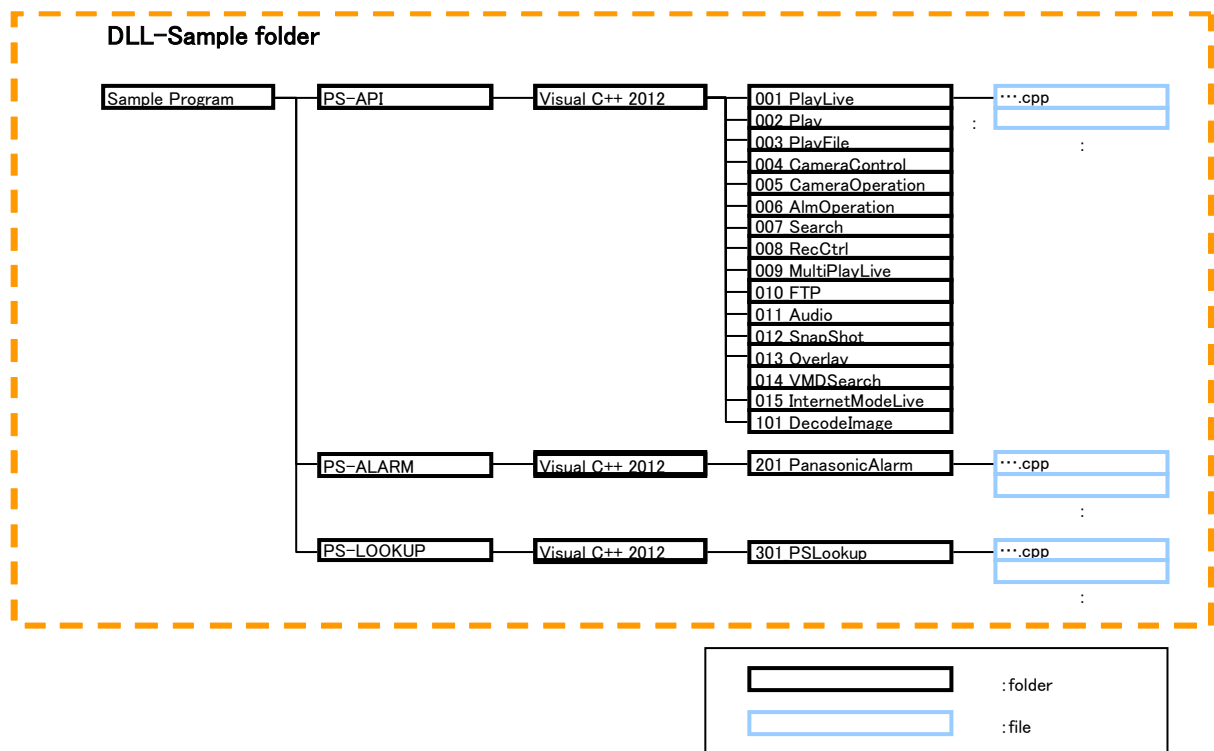 DLL-Sample folder
Sample Program
PS-API
Visual C++ 2012
001 PlayLive
….cpp
002 Play
:
003 PlayFile
:
004 CameraControl
005 CameraOperation
006 AlmOperation
007 Search
008 RecCtrl
009 MultiPlayLive
010 FTP
011 Audio
012 SnapShot
013 Overlay
014 VMDSearch
015 InternetModeLive
101 DecodeImage
PS-ALARM
Visual C++ 2012
201 PanasonicAlarm
….cpp
:
PS-LOOKUP
Visual C++ 2012
301 PSLookup
….cpp
:
:folder
:file